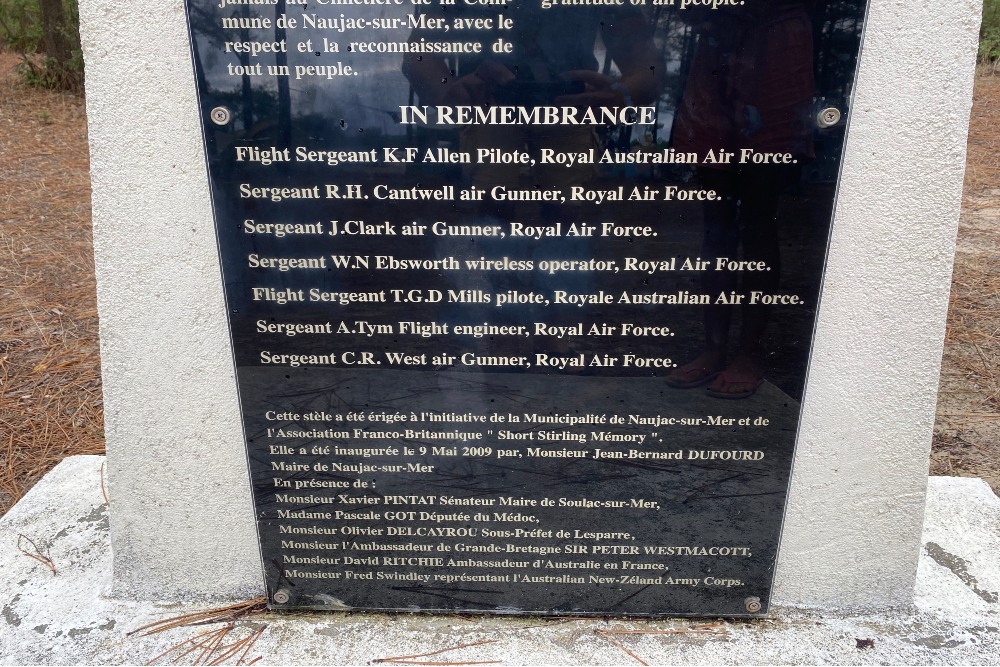 jamais au Cimetière de la Com-
mune de Naujac-sur-Mer, avec le
respect et la reconnaissance de
tout un peuple.
gratitude of all people.
IN REMEMBRANCE
Flight Sergeant K.F Allen Pilote, Royal Australian Air Force.
Sergeant R.H. Cantwell air Gunner, Royal Air Force.
Sergeant J.Clark air Gunner, Royal Air Force.
Sergeant W.N Ebsworth wireless operator, Royal Air Force.
Flight Sergeant T.G.D Mills pilote, Royale Australian Air Force.
Sergeant A.Tym Flight engineer, Royal Air Force.
Sergeant C.R. West air Gunner, Royal Air Force.
Cette stèle a été érigée à l'initiative de la Municipalité de Naujac-sur-Mer et de
l'Association Franco-Britannique " Short Stirling Mémory ".
Elle a été inaugurée le 9 Mai 2009 par, Monsieur Jean-Bernard DUFOURD
Maire de Naujac-sur-Mer
En présence de :
Monsieur Xavier PINTAT Sénateur Maire de Soulac-sur-Mer,
Madame Pascale GOT Députée du Médoc,
Monsieur Olivier DELCAYROU Sous-Préfet de Lesparre,
Monsieur l'Ambassadeur de Grande-Bretagne SIR PETER WESTMACOTT,
Monsieur David RITCHIE Ambassadeur d'Australie en France,
Monsieur Fred Swindley représentant l'Australian New-Zéland Army Corps.